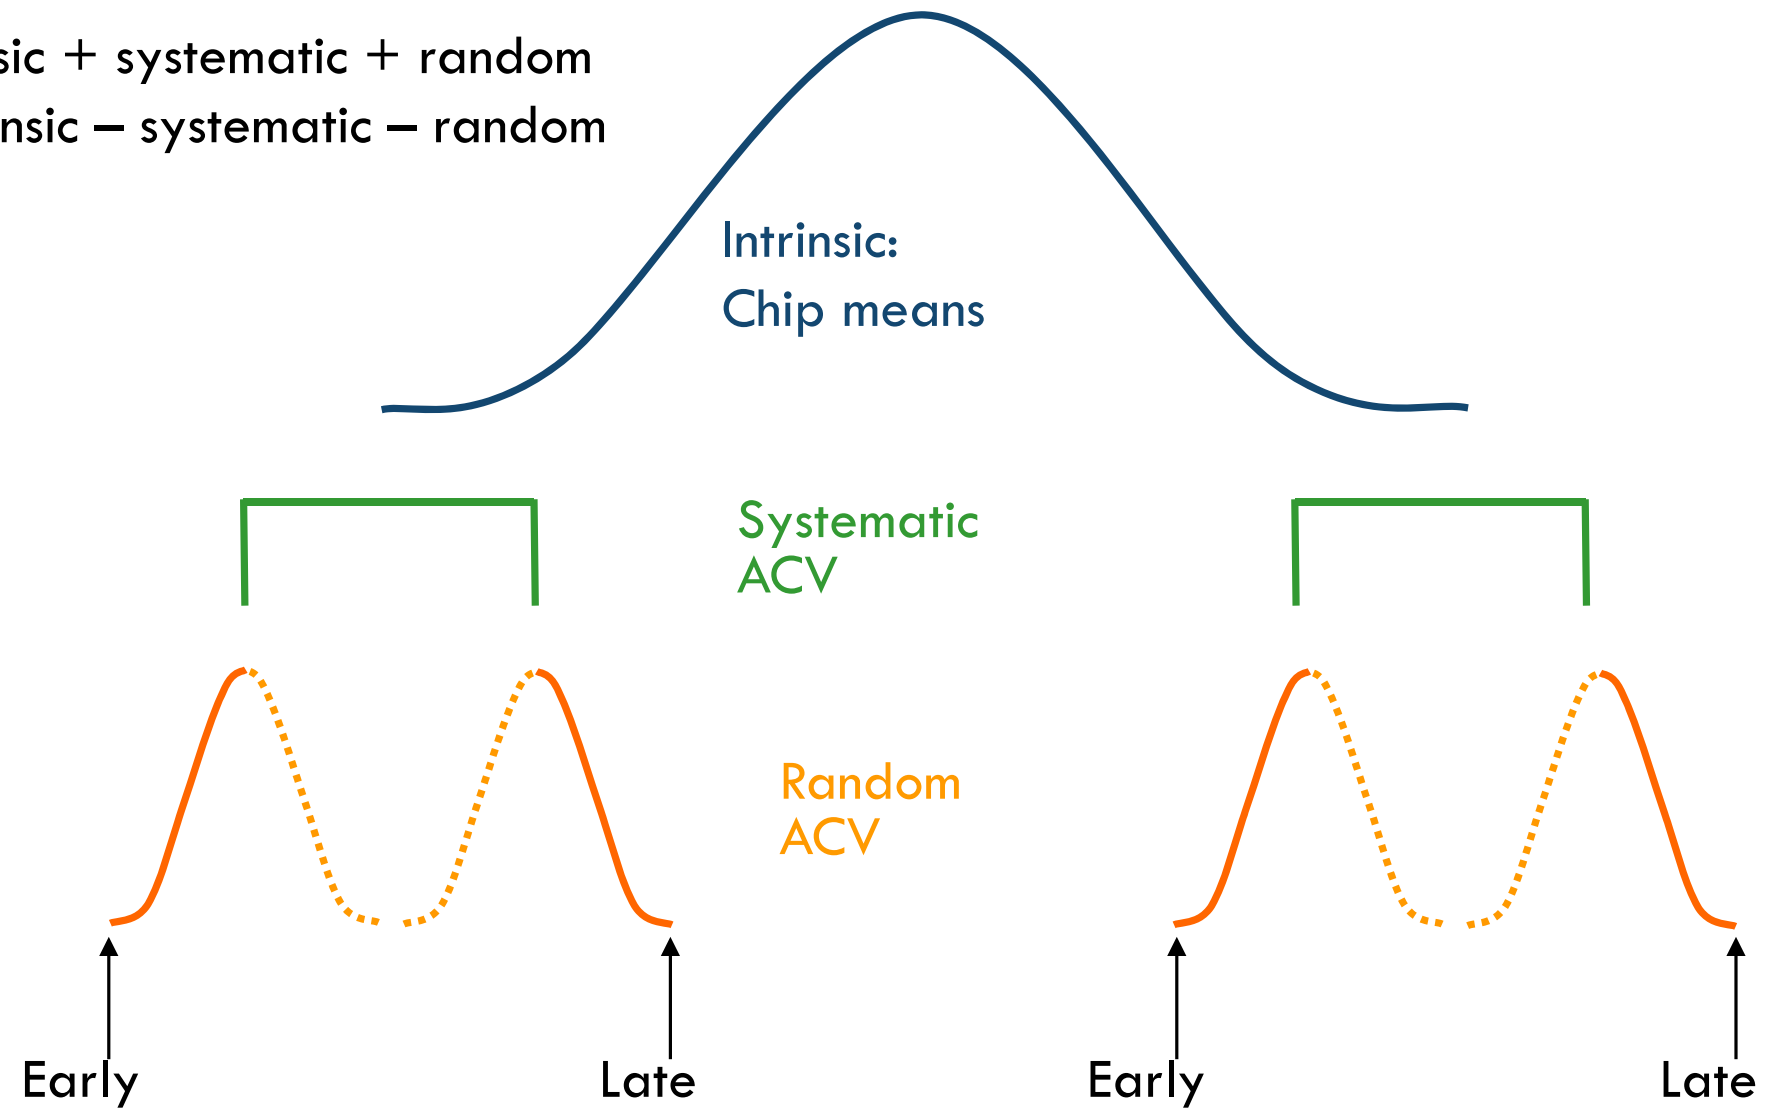 sic + systematic + random
nsic – systematic – random
Intrinsic:
Chip means
Systematic
ACV
Random
ACV
Early
Late
Early
Late